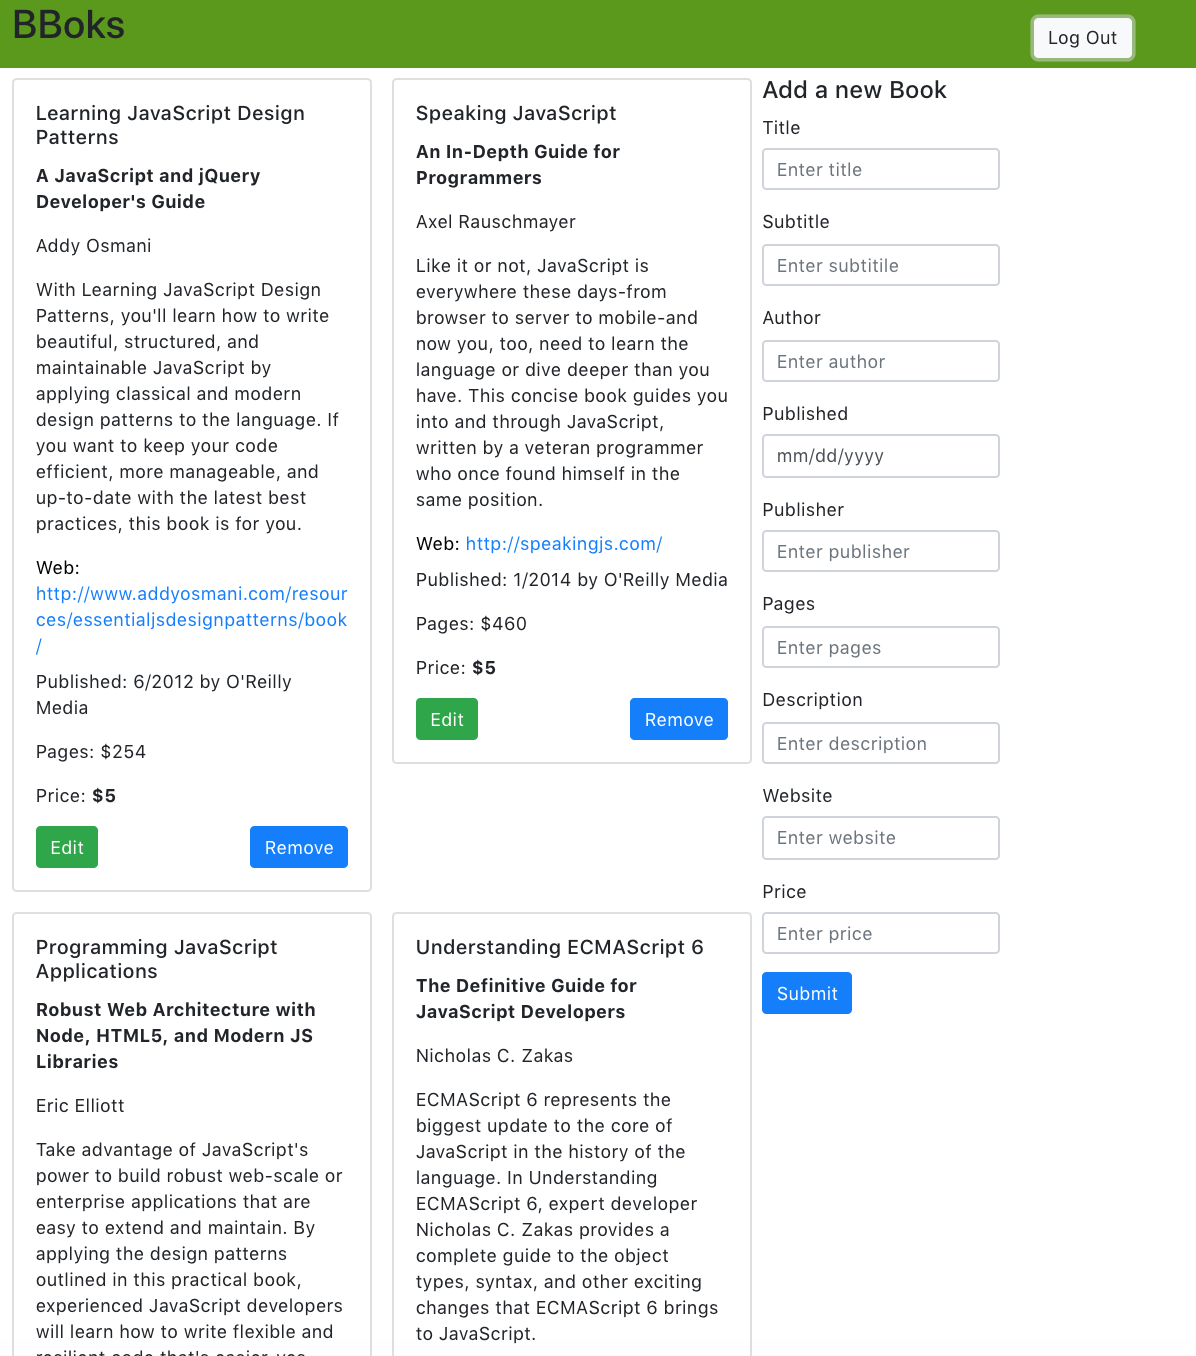 BBoks
Log Out
Learning JavaScript Design
Patterns
A JavaScript and jQuery
Developer's Guide
Addy Osmani
With Learning JavaScript Design
Patterns, you'll learn how to write
beautiful, structured, and
maintainable JavaScript by
applying classical and modern
design patterns to the language. If
you want to keep your code
efficient, more manageable, and
up-to-date with the latest best
practices, this book is for you.
Web:
http://www.addyosmani.com/resour
ces/essentialjsdesignpatterns/book
/
Published: 6/2012 by O'Reilly
Media
Pages: $254
Price: $5
Edit
Remove
Speaking JavaScript
An In-Depth Guide for
Programmers
Axel Rauschmayer
Like it or not, JavaScript is
everywhere these days-from
browser to server to mobile-and
now you, too, need to learn the
language or dive deeper than you
have. This concise book guides you
into and through JavaScript,
written by a veteran programmer
who once found himself in the
same position.
Web: http://speakingjs.com/
Published: 1/2014 by O'Reilly Media
Pages: $460
Price: $5
Edit
Remove
Programming JavaScript
Applications
Robust Web Architecture with
Node, HTML5, and Modern JS
Libraries
Eric Elliott
Take advantage of JavaScript's
power to build robust web-scale or
enterprise applications that are
easy to extend and maintain. By
applying the design patterns
outlined in this practical book,
experienced JavaScript developers
will learn how to write flexible and
resilient code that's easier-yes,
Understanding ECMAScript 6
The Definitive Guide for
JavaScript Developers
Nicholas C. Zakas
ECMAScript 6 represents the
biggest update to the core of
JavaScript in the history of the
language. In Understanding
ECMAScript 6, expert developer
Nicholas C. Zakas provides a
complete guide to the object
types, syntax, and other exciting
changes that ECMAScript 6 brings
to JavaScript.
Add a new Book
Title
Enter title
Subtitle
Enter subtitile
Author
Enter author
Published
mm/dd/yyyy
Publisher
Enter publisher
Pages
Enter pages
Description
Enter description
Website
Enter website
Price
Enter price
Submit